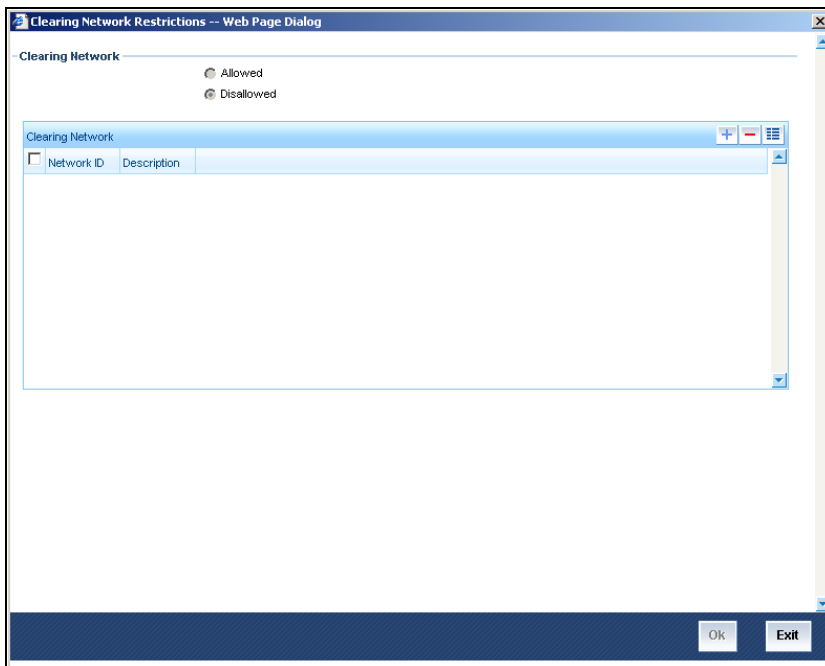 Clearing Network Restrictions -- Web Page Dialog
Clearing Network
Allowed
Disallowed
Clearing Network
Network ID Description
Ok Exit